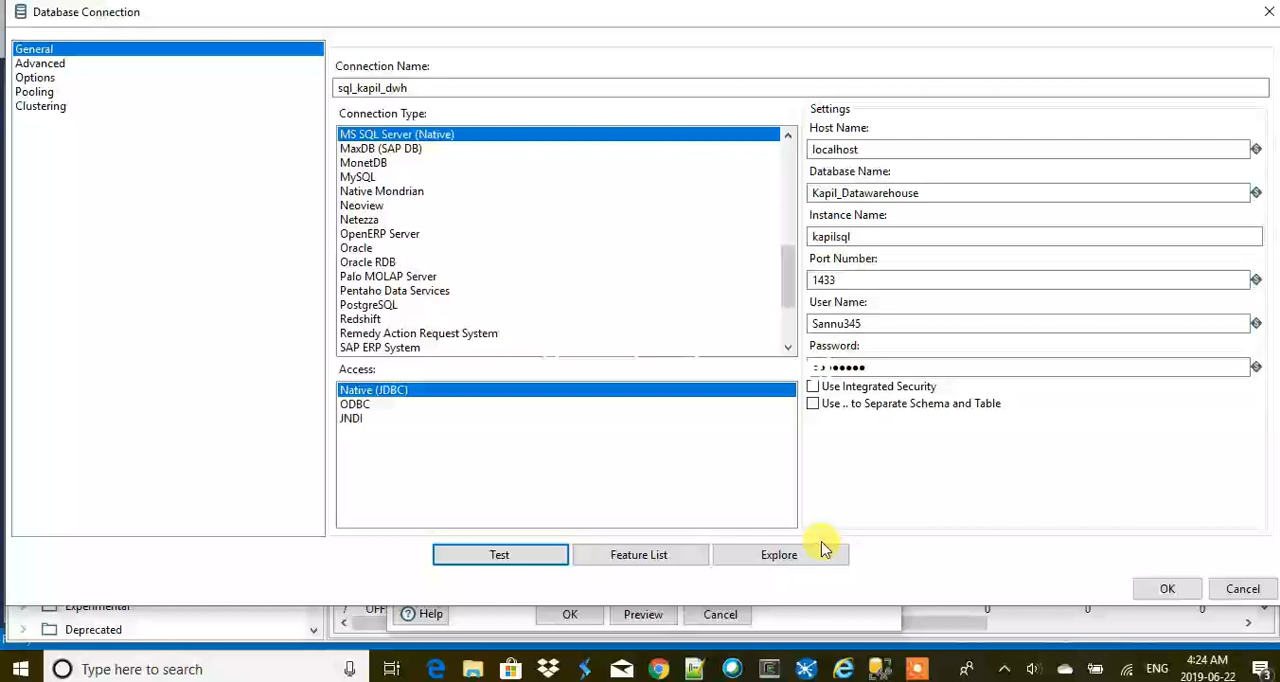 Database Connection
General
Advanced
Options
Pooling
Clustering
Connection Name:
sql_kapil_dwh
Connection Type:
MS SQL Server (Native)
MaxDB (SAP DB)
MonetDB
MySQL
Native Mondrian
Neoview
Netezza
OpenERP Server
Oracle
Oracle RDB
Palo MOLAP Server
Pentaho Data Services
PostgreSQL
Redshift
Remedy Action Request System
SAP ERP System
Access:
Native (JDBC)
ODBC
JNDI
Settings
Host Name:
localhost
Database Name:
Kapil_Datawarehouse
Instance Name:
kapilsql
Port Number:
1433
User Name:
Sannu345
Password:
Use Integrated Security
Use .. to Separate Schema and Table
Test Feature List Explore
OK Cancel
Experimental
Deprecated
OFF
Help OK Preview Cancel
0 0 0
Type here to search
ENG
4:24 AM
2019-06-22
3